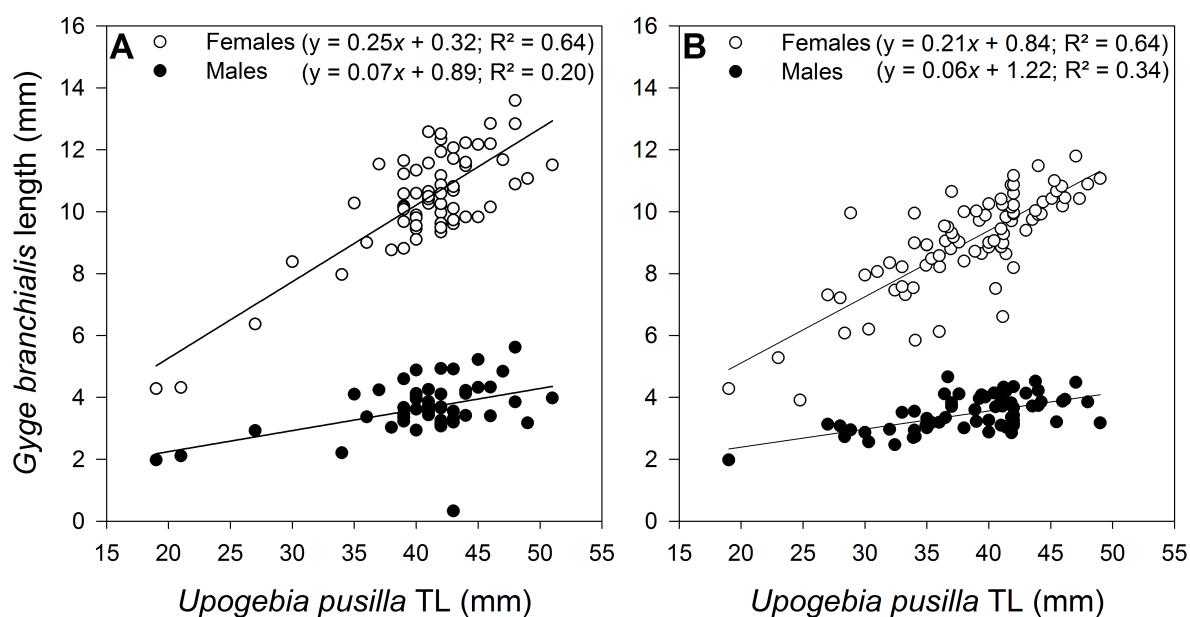 A
Females (y = 0.25x + 0.32; R² = 0.64)
Males (y = 0.07x + 0.89; R² = 0.20)
B
Females (y = 0.21x + 0.84; R² = 0.64)
Males (y = 0.06x + 1.22; R² = 0.34)
Gyge branchialis length (mm)
16
14
12
10
8
6
4
2
0
15 20 25 30 35 40 45 50 55
Upogebia pusilla TL (mm)
16
14
12
10
8
6
4
2
0
15 20 25 30 35 40 45 50 55
Upogebia pusilla TL (mm)